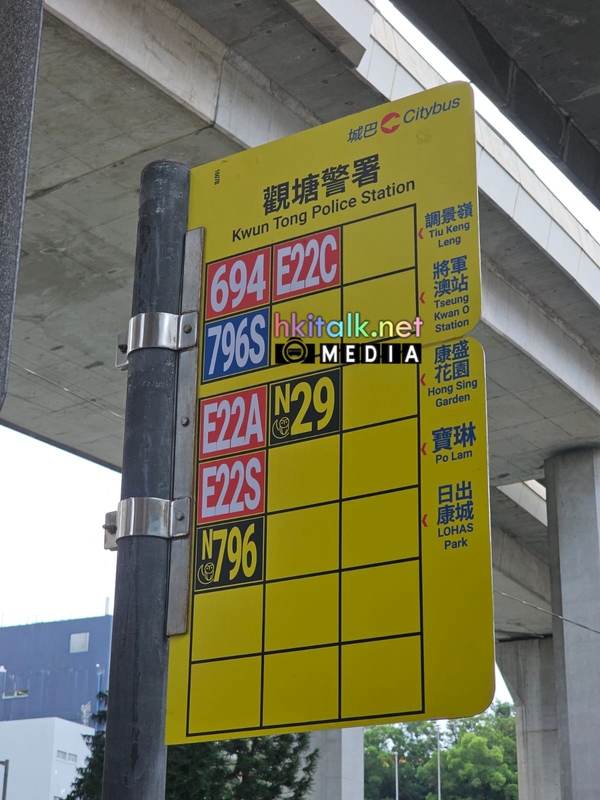 城巴 Citybus
觀塘警署
Kwun Tong Police Station
694 E22C
調景嶺
Tiu Keng
Leng
796S
將軍
澳站
Tseung
Kwan O
Station
hkitalk.net
MEDIA
E22A N29
康盛
花園
Hong Sing
Garden
E22S
寶琳
Po Lam
N796
日出
康城
LOHAS
Park